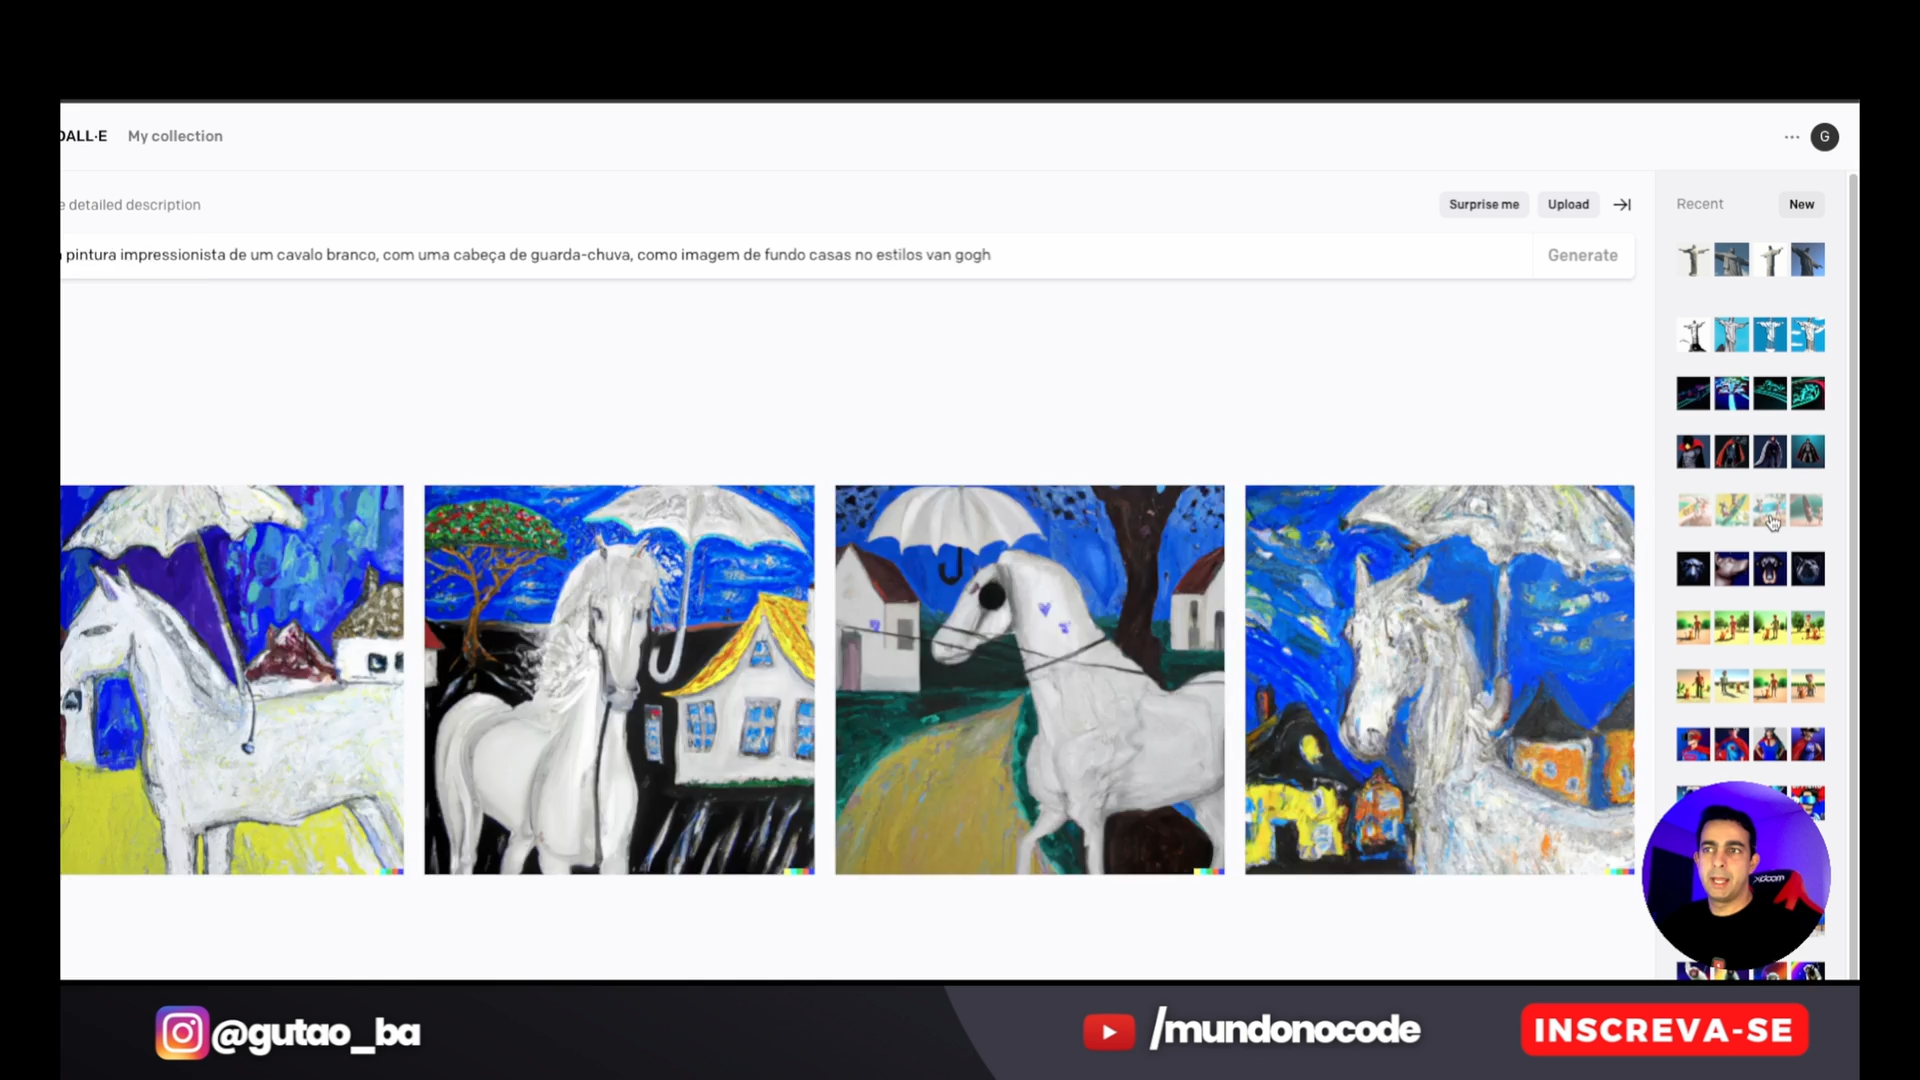 DALL·E My collection
G
e detailed description
Surprise me Upload
Recent New
pintura impressionista de um cavalo branco, com uma cabeça de guarda-chuva, como imagem de fundo casas no estilos van gogh
Generate
xdcom
@gutao_ba
/mundonocode
INSCREVA-SE